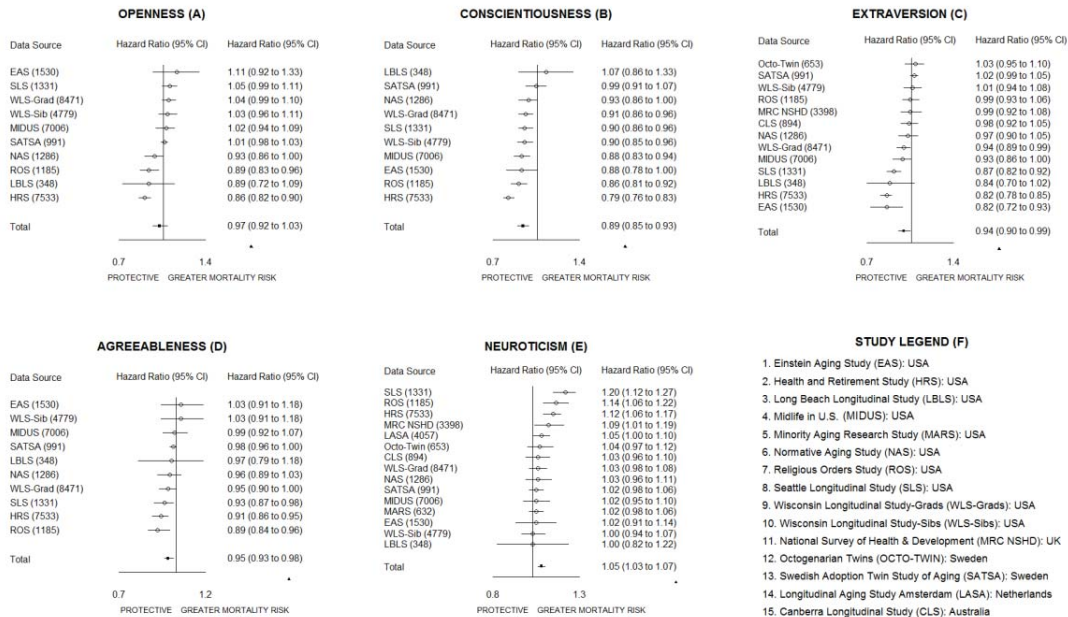 OPENNESS (A)
Data Source Hazard Ratio (95% CI) Hazard Ratio (95% CI)
EAS (1530) 1.11 (0.92 to 1.33)
SLS (1331) 1.05 (0.99 to 1.11)
WLS-Grad (8471) 1.04 (0.99 to 1.10)
WLS-Sib (4779) 1.03 (0.96 to 1.11)
MIDUS (7006) 1.02 (0.94 to 1.09)
SATSA (991) 1.01 (0.98 to 1.03)
NAS (1286) 0.93 (0.86 to 1.00)
ROS (1185) 0.89 (0.83 to 0.96)
LBLS (348) 0.89 (0.72 to 1.09)
HRS (7533) 0.86 (0.82 to 0.90)
Total 0.97 (0.92 to 1.03)
0.7 1.4
PROTECTIVE GREATER MORTALITY RISK
CONSCIENTIOUSNESS (B)
Data Source Hazard Ratio (95% CI) Hazard Ratio (95% CI)
LBLS (348) 1.07 (0.86 to 1.33)
SATSA (991) 0.99 (0.91 to 1.07)
NAS (1286) 0.93 (0.86 to 1.00)
WLS-Grad (8471) 0.91 (0.86 to 0.96)
SLS (1331) 0.90 (0.86 to 0.96)
WLS-Sib (4779) 0.90 (0.85 to 0.96)
MIDUS (7006) 0.88 (0.83 to 0.94)
EAS (1530) 0.88 (0.78 to 1.00)
ROS (1185) 0.86 (0.81 to 0.92)
HRS (7533) 0.79 (0.76 to 0.83)
Total 0.89 (0.85 to 0.93)
0.7 1.4
PROTECTIVE GREATER MORTALITY RISK
EXTRAVERSION (C)
Data Source Hazard Ratio (95% CI) Hazard Ratio (95% CI)
Octo-Twin (653) 1.03 (0.95 to 1.10)
SATSA (991) 1.02 (0.99 to 1.05)
WLS-Sib (4779) 1.01 (0.94 to 1.08)
ROS (1185) 0.99 (0.93 to 1.06)
MRC NSHD (3398) 0.99 (0.92 to 1.08)
CLS (894) 0.98 (0.92 to 1.05)
NAS (1286) 0.97 (0.90 to 1.05)
WLS-Grad (8471) 0.94 (0.89 to 0.99)
MIDUS (7006) 0.93 (0.86 to 1.00)
SLS (1331) 0.87 (0.82 to 0.92)
LBLS (348) 0.84 (0.70 to 1.02)
HRS (7533) 0.82 (0.78 to 0.85)
EAS (1530) 0.82 (0.72 to 0.93)
Total 0.94 (0.90 to 0.99)
0.7 1.4
PROTECTIVE GREATER MORTALITY RISK
AGREEABLENESS (D)
Data Source Hazard Ratio (95% CI) Hazard Ratio (95% CI)
EAS (1530) 1.03 (0.91 to 1.18)
WLS-Sib (4779) 1.03 (0.91 to 1.18)
MIDUS (7006) 0.99 (0.92 to 1.07)
SATSA (991) 0.98 (0.96 to 1.00)
LBLS (348) 0.97 (0.79 to 1.18)
NAS (1286) 0.96 (0.89 to 1.03)
WLS-Grad (8471) 0.95 (0.90 to 1.00)
SLS (1331) 0.93 (0.87 to 0.98)
HRS (7533) 0.91 (0.86 to 0.95)
ROS (1185) 0.89 (0.84 to 0.96)
Total 0.95 (0.93 to 0.98)
0.7 1.2
PROTECTIVE GREATER MORTALITY RISK
NEUROTICISM (E)
Data Source Hazard Ratio (95% CI) Hazard Ratio (95% CI)
SLS (1331) 1.20 (1.12 to 1.27)
ROS (1185) 1.14 (1.06 to 1.22)
HRS (7533) 1.12 (1.06 to 1.17)
MRC NSHD (3398) 1.09 (1.01 to 1.19)
LASA (4057) 1.05 (1.00 to 1.10)
Octo-Twin (653) 1.04 (0.97 to 1.12)
CLS (894) 1.03 (0.96 to 1.10)
WLS-Grad (8471) 1.03 (0.98 to 1.08)
NAS (1286) 1.03 (0.96 to 1.11)
SATSA (991) 1.02 (0.98 to 1.06)
MIDUS (7006) 1.02 (0.95 to 1.10)
MARS (632) 1.02 (0.98 to 1.06)
EAS (1530) 1.02 (0.91 to 1.14)
WLS-Sib (4779) 1.00 (0.94 to 1.07)
LBLS (348) 1.00 (0.82 to 1.22)
Total 1.05 (1.03 to 1.07)
0.8 1.3
PROTECTIVE GREATER MORTALITY RISK
STUDY LEGEND (F)
1. Einstein Aging Study (EAS): USA
2. Health and Retirement Study (HRS): USA
3. Long Beach Longitudinal Study (LBLS): USA
4. Midlife in U.S. (MIDUS): USA
5. Minority Aging Research Study (MARS): USA
6. Normative Aging Study (NAS): USA
7. Religious Orders Study (ROS): USA
8. Seattle Longitudinal Study (SLS): USA
9. Wisconsin Longitudinal Study-Grads (WLS-Grads): USA
10. Wisconsin Longitudinal Study-Sibs (WLS-Sibs): USA
11. National Survey of Health & Development (MRC NSHD): UK
12. Octogenarian Twins (OCTO-TWIN): Sweden
13. Swedish Adoption Twin Study of Aging (SATSA): Sweden
14. Longitudinal Aging Study Amsterdam (LASA): Netherlands
15. Canberra Longitudinal Study (CLS): Australia